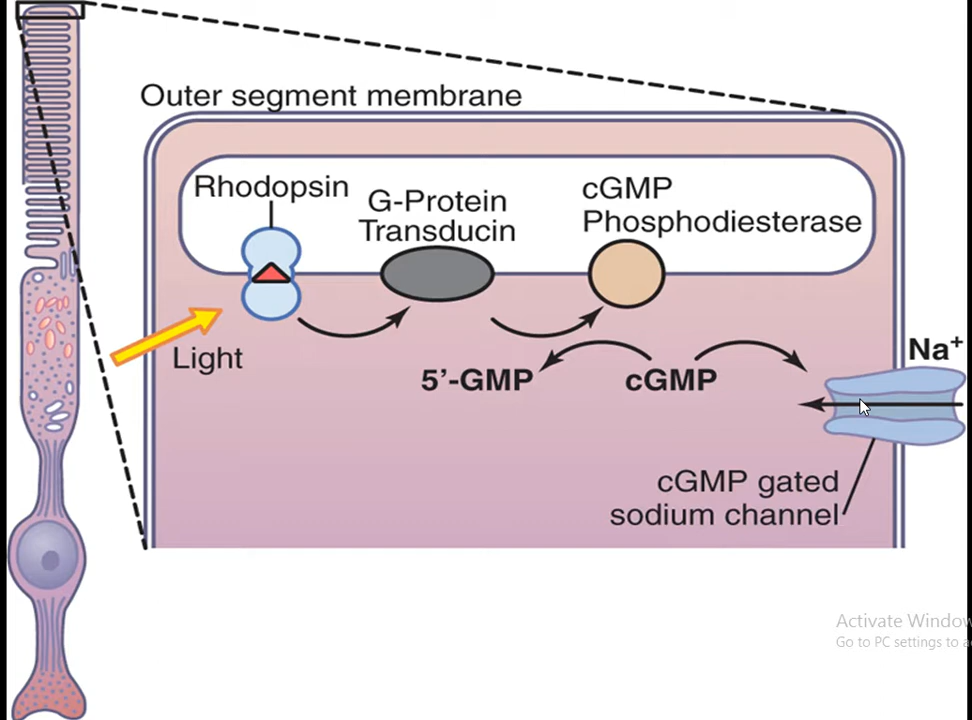 Outer segment membrane
Rhodopsin
G-Protein
Transducin
cGMP
Phosphodiesterase
Light
5’-GMP
cGMP
Na+
cGMP gated
sodium channel
Activate Window
Go to PC settings to a